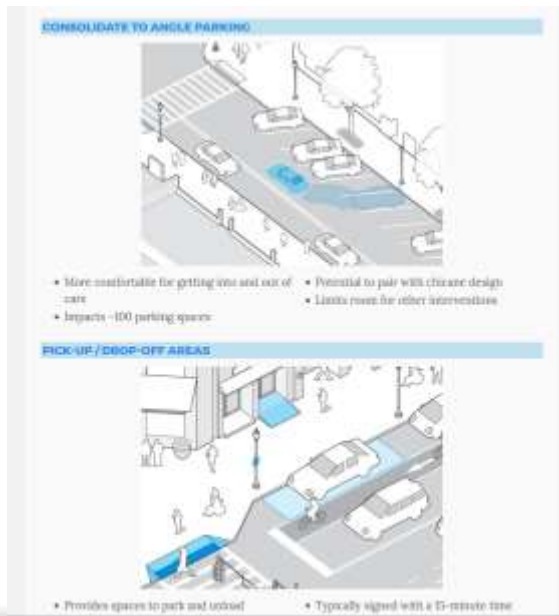 CONSOLIDATE TO ANGLE PARKING
• More comfortable for getting into and out of
cars
• Impacts ~100 parking spaces
• Potential to pair with chicane design
• Limits room for other interventions
PICK-UP / DROP-OFF AREAS
• Provides spaces to park and unload
• Typically signed with a 15-minute time